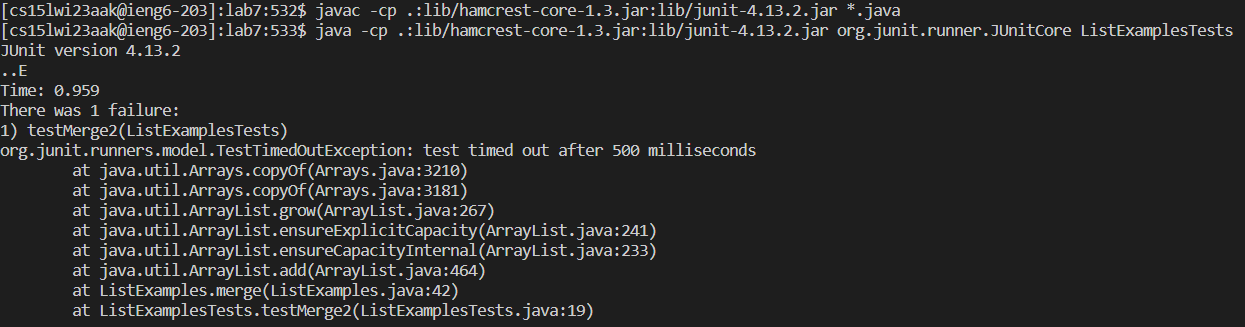 [cs15lwi23aak@ieng6-203]:lab7:532$ javac -cp .:lib/hamcrest-core-1.3.jar:lib/junit-4.13.2.jar *.java
[cs15lwi23aak@ieng6-203]:lab7:533$ java -cp .:lib/hamcrest-core-1.3.jar:lib/junit-4.13.2.jar org.junit.runner.JUnitCore ListExamplesTests
JUnit version 4.13.2
..E
Time: 0.959
There was 1 failure:
1) testMerge2(ListExamplesTests)
org.junit.runners.model.TestTimedOutException: test timed out after 500 milliseconds
        at java.util.Arrays.copyOf(Arrays.java:3210)
        at java.util.Arrays.copyOf(Arrays.java:3181)
        at java.util.ArrayList.grow(ArrayList.java:267)
        at java.util.ArrayList.ensureExplicitCapacity(ArrayList.java:241)
        at java.util.ArrayList.ensureCapacityInternal(ArrayList.java:233)
        at java.util.ArrayList.add(ArrayList.java:464)
        at ListExamples.merge(ListExamples.java:42)
        at ListExamplesTests.testMerge2(ListExamplesTests.java:19)